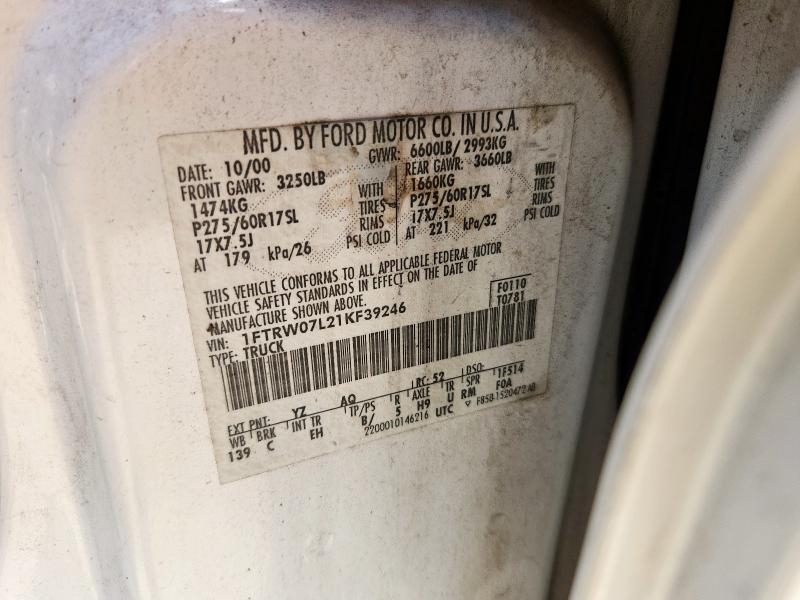 MFD. BY FORD MOTOR CO. IN U.S.A.
DATE: 10/00 GVWR: 6600LB/ 2993KG
FRONT GAWR: 3250LB REAR GAWR: 3660LB
1474KG WITH 1660KG WITH
P275/60R17SL TIRES P275/60R17SL TIRES
17X7.5J RIMS 17X7.5J RIMS
AT 179 kPa/26 PSI COLD AT 221 kPa/32 PSI COLD
THIS VEHICLE CONFORMS TO ALL APPLICABLE FEDERAL MOTOR
VEHICLE SAFETY STANDARDS IN EFFECT ON THE DATE OF
MANUFACTURE SHOWN ABOVE.
VIN: 1FTRW07L21KF39246 F0110
TYPE: TRUCK T0781
EXT PNT: YZ AQ RC: 52 DSO: 1F514
WB BRK INT TR TP/PS R AXLE TR SPR F0A
139 C EH B/ 5 H9 U RM
2200010146216 UTC F85B-1520472-AB